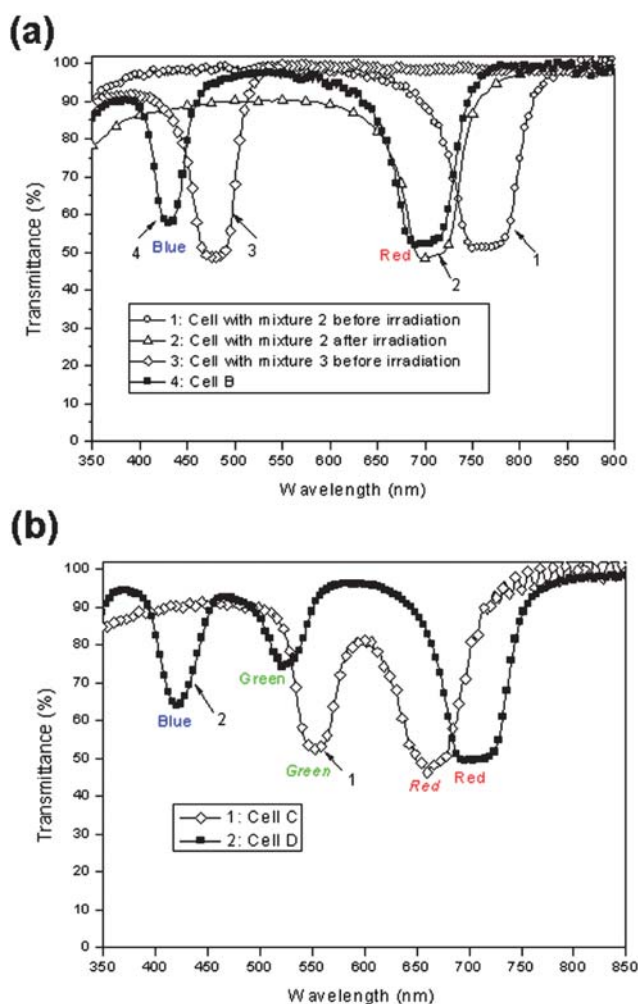 (a)
100
90
80
70
60
50
40
30
20
10
0
Transmittance (%)
4
Blue
3
Red
2
1
1: Cell with mixture 2 before irradiation
2: Cell with mixture 2 after irradiation
3: Cell with mixture 3 before irradiation
4: Cell B
350 400 450 500 550 600 650 700 750 800 850 900
Wavelength (nm)
(b)
100
90
80
70
60
50
40
30
20
10
0
Transmittance (%)
Blue
2
Green
Green
1
Red
Red
1: Cell C
2: Cell D
350 400 450 500 550 600 650 700 750 800 850
Wavelength (nm)